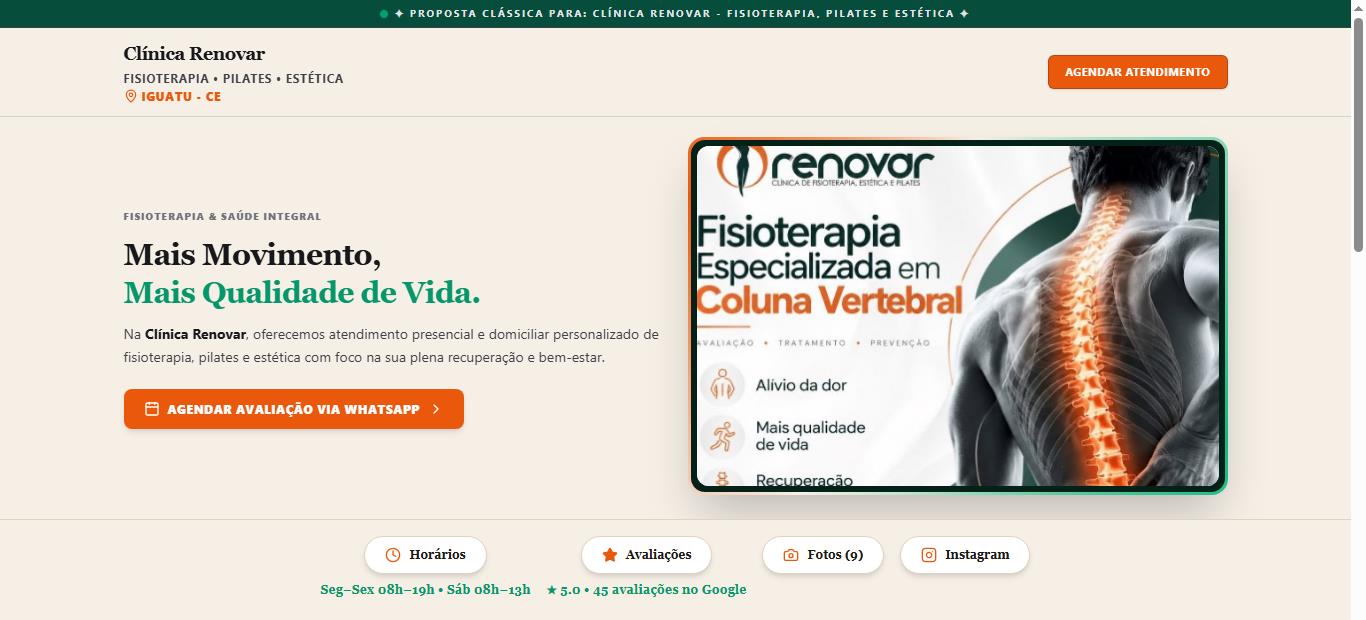 ✦ PROPOSTA CLÁSSICA PARA: CLÍNICA RENOVAR - FISIOTERAPIA, PILATES E ESTÉTICA ✦
Clínica Renovar
FISIOTERAPIA • PILATES • ESTÉTICA
IGUATU - CE
AGENDAR ATENDIMENTO
FISIOTERAPIA & SAÚDE INTEGRAL
Mais Movimento,
Mais Qualidade de Vida.
Na Clínica Renovar, oferecemos atendimento presencial e domiciliar personalizado de
fisioterapia, pilates e estética com foco na sua plena recuperação e bem-estar.
AGENDAR AVALIAÇÃO VIA WHATSAPP
renovar
CLÍNICA DE FISIOTERAPIA, ESTÉTICA E PILATES
Fisioterapia
Especializada em
Coluna Vertebral
AVALIAÇÃO • TRATAMENTO • PREVENÇÃO
Alívio da dor
Mais qualidade
de vida
Recuperação
Horários
Seg–Sex 08h–19h • Sáb 08h–13h
Avaliações
★ 5.0 • 45 avaliações no Google
Fotos (9)
Instagram